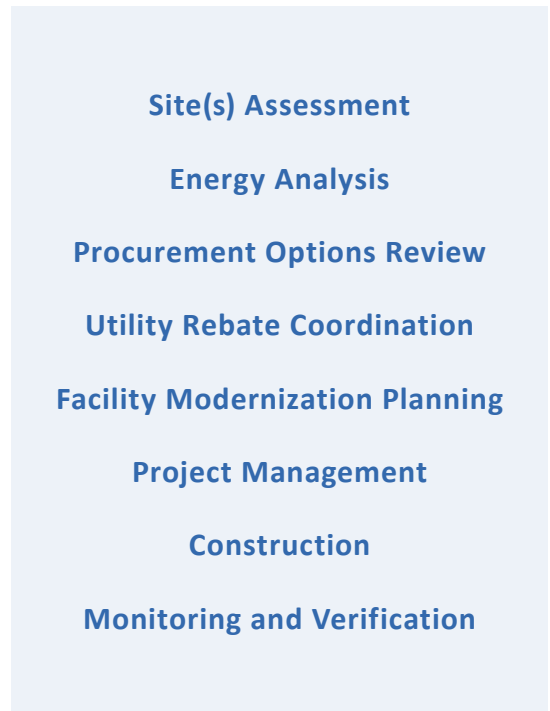 Site(s) Assessment
Energy Analysis
Procurement Options Review
Utility Rebate Coordination
Facility Modernization Planning
Project Management
Construction
Monitoring and Verification